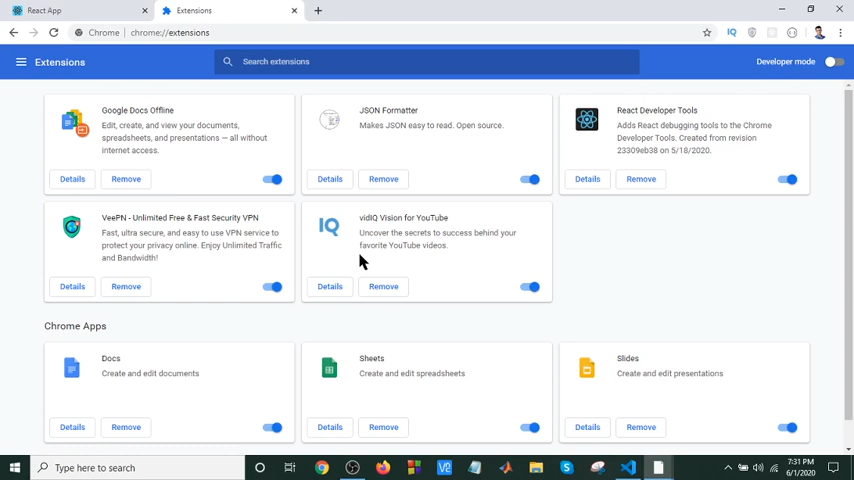 React App
Extensions
Chrome | chrome://extensions
IQ
Extensions
Search extensions
Developer mode
Google Docs Offline
Edit, create, and view your documents,
spreadsheets, and presentations — all without
internet access.
Details
Remove
JSON Formatter
Makes JSON easy to read. Open source.
Details
Remove
React Developer Tools
Adds React debugging tools to the Chrome
Developer Tools. Created from revision
23309eb38 on 5/18/2020.
Details
Remove
VeePN - Unlimited Free & Fast Security VPN
Fast, ultra secure, and easy to use VPN service to
protect your privacy online. Enjoy Unlimited Traffic
and Bandwidth!
Details
Remove
IQ
vidIQ Vision for YouTube
Uncover the secrets to success behind your
favorite YouTube videos.
Details
Remove
Chrome Apps
Docs
Create and edit documents
Details
Remove
Sheets
Create and edit spreadsheets
Details
Remove
Slides
Create and edit presentations
Details
Remove
Type here to search
7:31 PM
6/1/2020